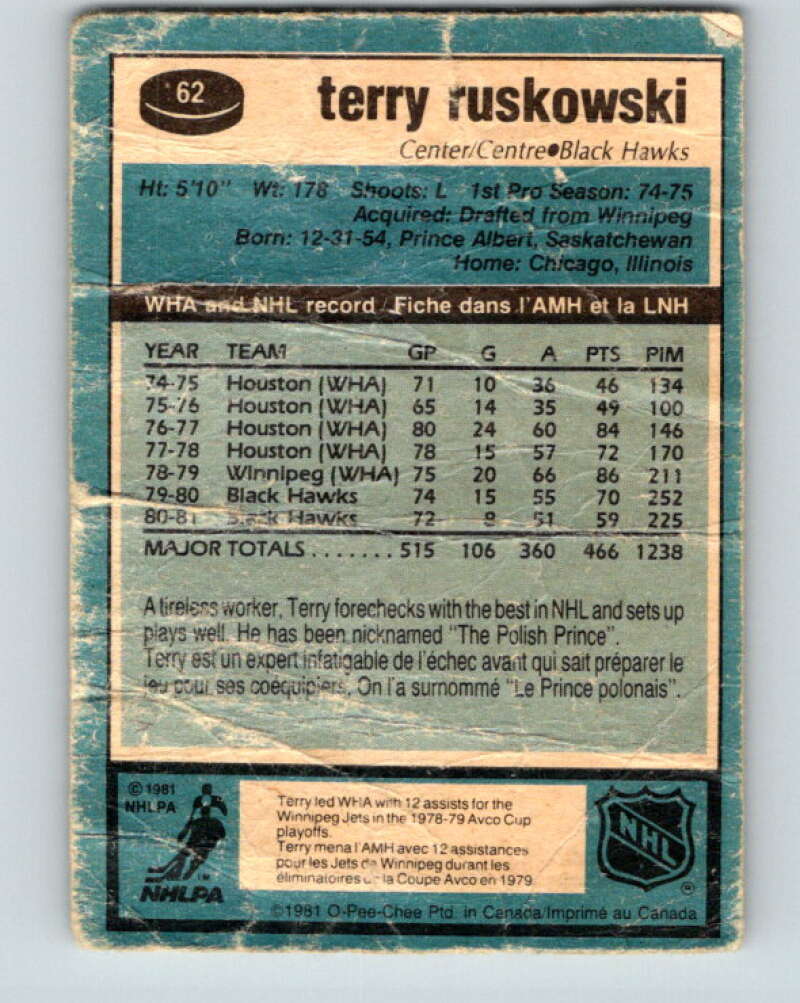 62
terry ruskowski
Center/Centre●Black Hawks
Ht: 5'10" Wt: 178 Shoots: L 1st Pro Season: 74-75
Acquired: Drafted from Winnipeg
Born: 12-31-54, Prince Albert, Saskatchewan
Home: Chicago, Illinois
WHA and NHL record / Fiche dans l'AMH et la LNH
YEAR TEAM GP G A PTS PIM
74-75 Houston (WHA) 71 10 36 46 134
75-76 Houston (WHA) 65 14 35 49 100
76-77 Houston (WHA) 80 24 60 84 146
77-78 Houston (WHA) 78 15 57 72 170
78-79 Winnipeg (WHA) 75 20 66 86 211
79-80 Black Hawks 74 15 55 70 252
80-81 Black Hawks 72 8 51 59 225
MAJOR TOTALS ....... 515 106 360 466 1238
A tireless worker, Terry forechecks with the best in NHL and sets up
plays well. He has been nicknamed "The Polish Prince".
Terry est un expert infatigable de l'échec avant qui sait préparer le
jeu pour ses coéquipiers. On l'a surnommé "Le Prince polonais".
© 1981
NHLPA
TM
NHLPA
Terry led WHA with 12 assists for the
Winnipeg Jets in the 1978-79 Avco Cup
playoffs.
Terry mena l'AMH avec 12 assistances
pour les Jets de Winnipeg durant les
éliminatoires de la Coupe Avco en 1979.
NHL
®
©1981 O-Pee-Chee Ptd. in Canada/Imprimé au Canada